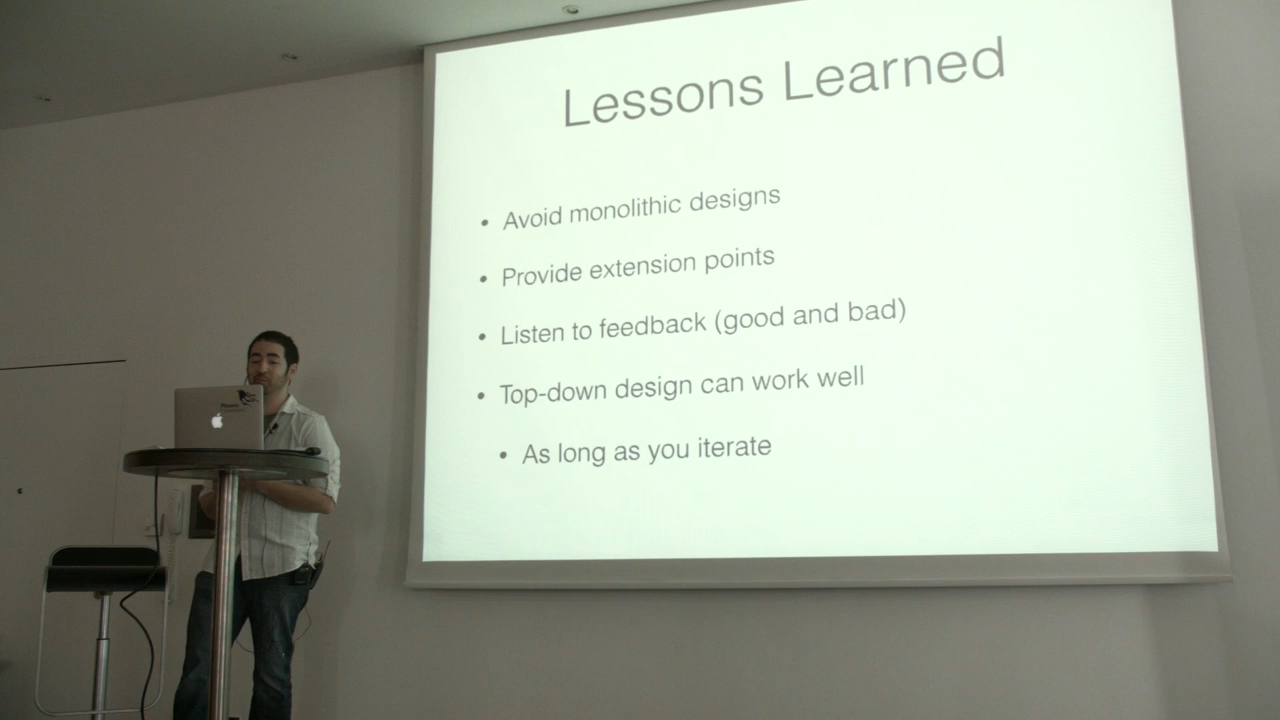 Lessons Learned
• Avoid monolithic designs
• Provide extension points
• Listen to feedback (good and bad)
• Top-down design can work well
• As long as you iterate